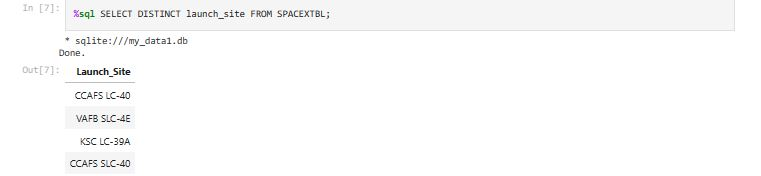 In [7]: %sql SELECT DISTINCT launch_site FROM SPACEXTBL;
* sqlite:///my_data1.db
Done.
Out[7]: Launch_Site
CCAFS LC-40
VAFB SLC-4E
KSC LC-39A
CCAFS SLC-40